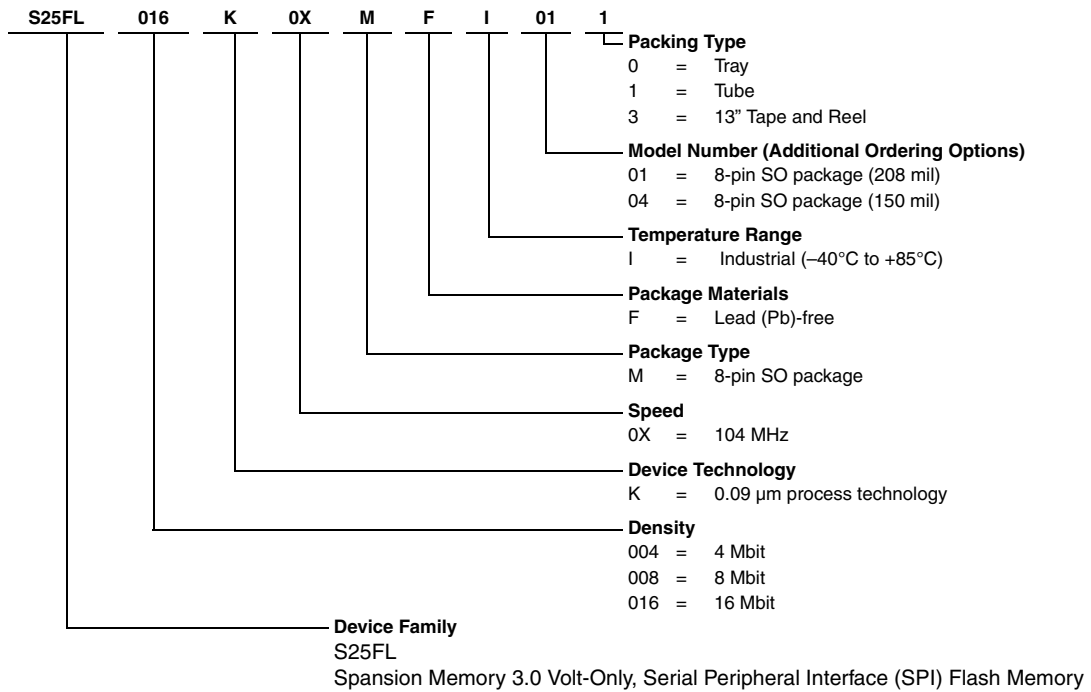 S25FL 016 K 0X M F I 01 1
Packing Type
0 = Tray
1 = Tube
3 = 13” Tape and Reel
Model Number (Additional Ordering Options)
01 = 8-pin SO package (208 mil)
04 = 8-pin SO package (150 mil)
Temperature Range
I = Industrial (–40°C to +85°C)
Package Materials
F = Lead (Pb)-free
Package Type
M = 8-pin SO package
Speed
0X = 104 MHz
Device Technology
K = 0.09 µm process technology
Density
004 = 4 Mbit
008 = 8 Mbit
016 = 16 Mbit
Device Family
S25FL
Spansion Memory 3.0 Volt-Only, Serial Peripheral Interface (SPI) Flash Memory